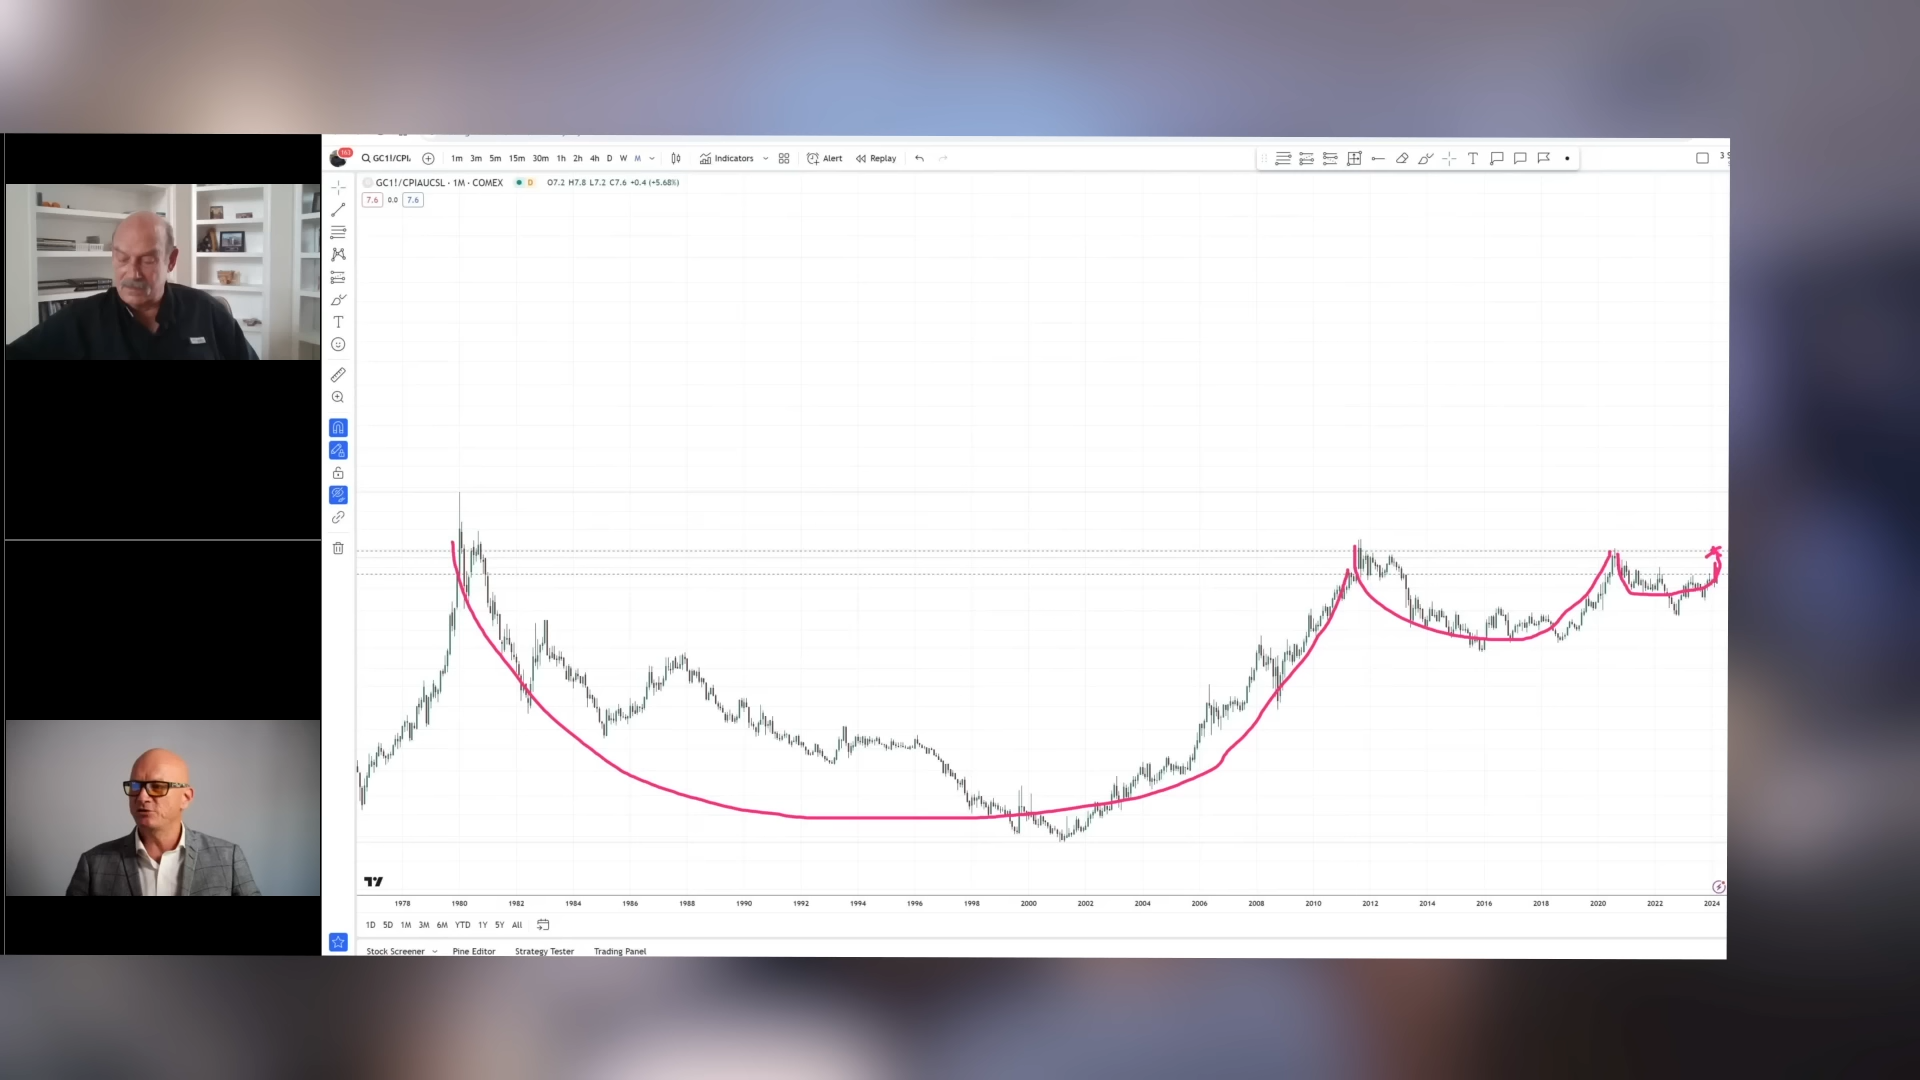 163
GC1!/CPI.
1m 3m 5m 15m 30m 1h 2h 4h D W M
Indicators
Alert
Replay
GC1!/CPIAUCSL · 1M · COMEX
D
O7.2 H7.8 L7.2 C7.6 +0.4 (+5.68%)
7.6 0.0 7.6
1978 1980 1982 1984 1986 1988 1990 1992 1994 1996 1998 2000 2002 2004 2006 2008 2010 2012 2014 2016 2018 2020 2022 2024
1D 5D 1M 3M 6M YTD 1Y 5Y All
Stock Screener Pine Editor Strategy Tester Trading Panel